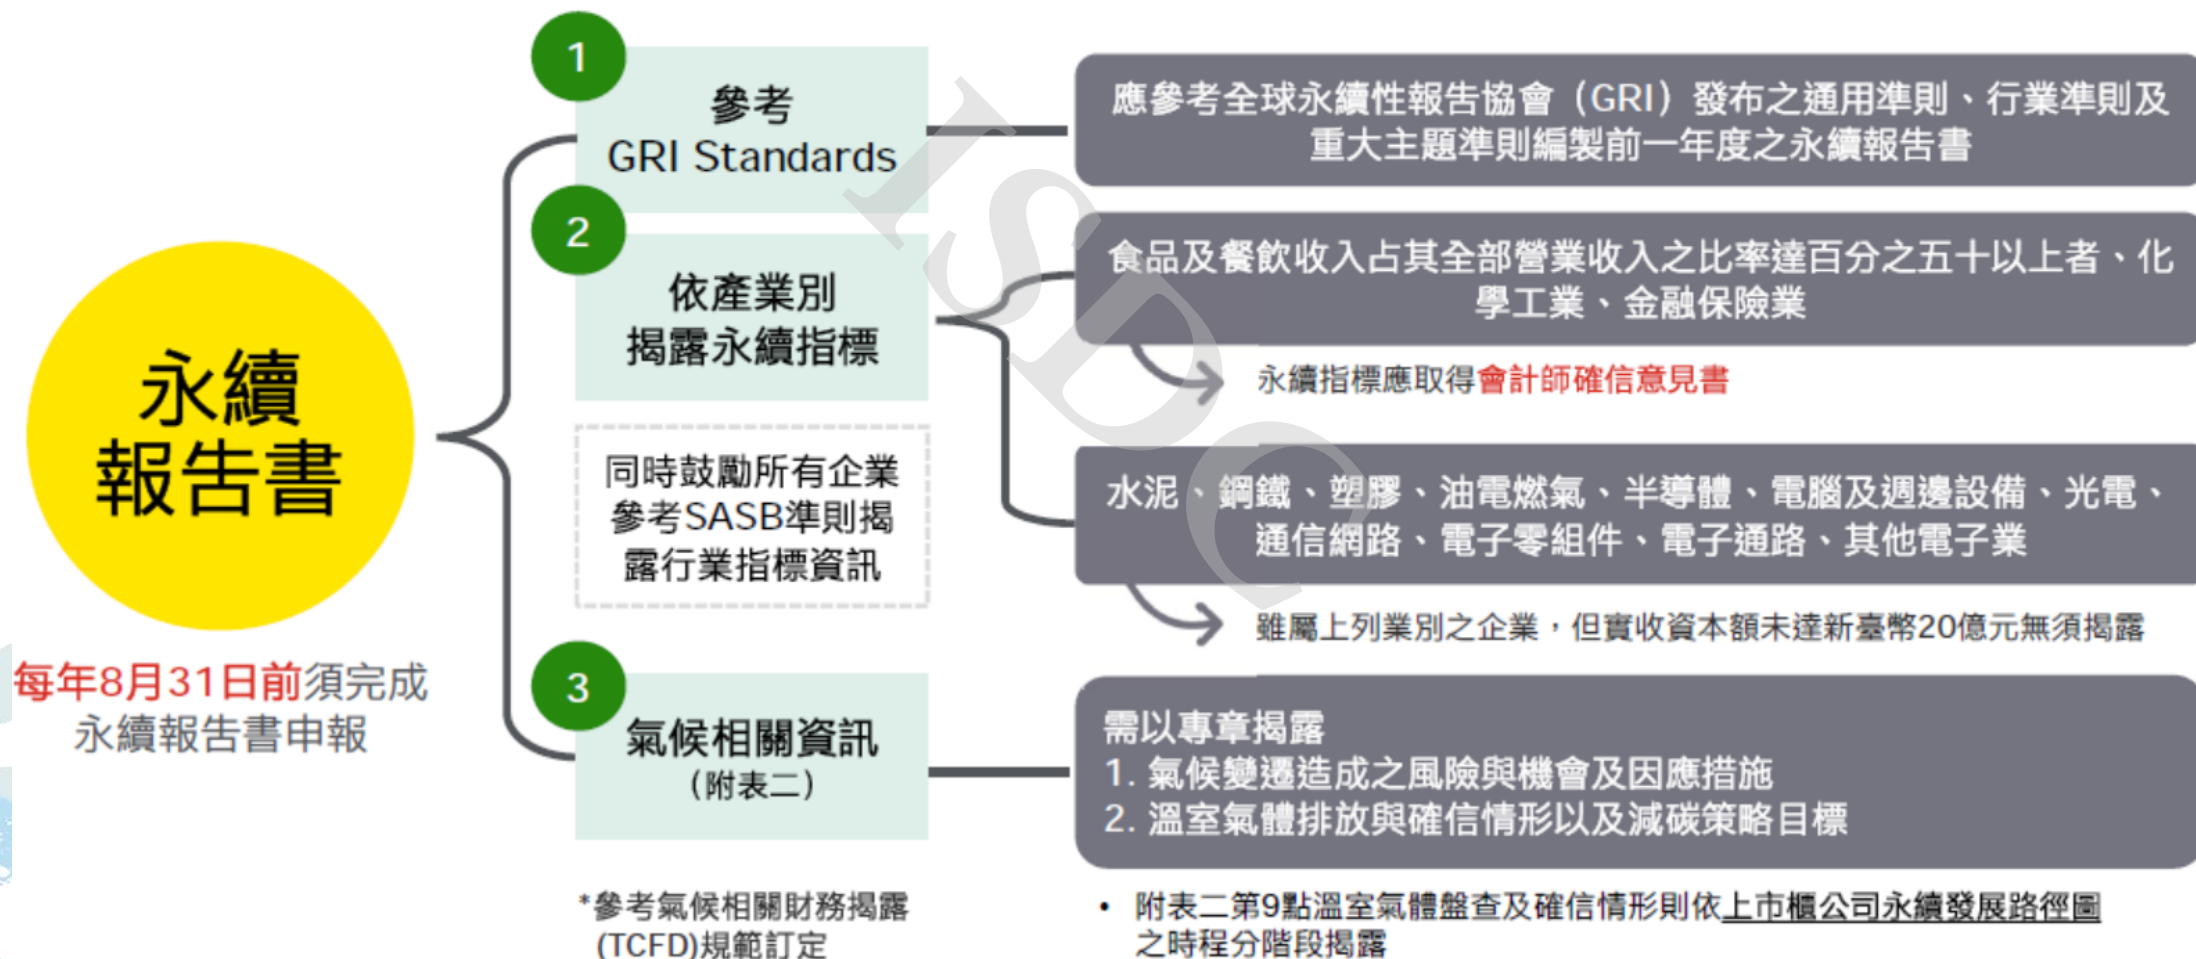 永續
報告書
每年8月31日前須完成
永續報告書申報
1
參考
GRI Standards
應參考全球永續性報告協會（GRI）發布之通用準則、行業準則及
重大主題準則編製前一年度之永續報告書
2
依產業別
揭露永續指標
食品及餐飲收入占其全部營業收入之比率達百分之五十以上者、化
學工業、金融保險業
永續指標應取得會計師確信意見書
同時鼓勵所有企業
參考SASB準則揭
露行業指標資訊
水泥、鋼鐵、塑膠、油電燃氣、半導體、電腦及週邊設備、光電、
通信網路、電子零組件、電子通路、其他電子業
雖屬上列業別之企業，但實收資本額未達新臺幣20億元無須揭露
3
氣候相關資訊
（附表二）
需以專章揭露
1. 氣候變遷造成之風險與機會及因應措施
2. 溫室氣體排放與確信情形以及減碳策略目標
*參考氣候相關財務揭露
(TCFD)規範訂定
• 附表二第9點溫室氣體盤查及確信情形則依上市櫃公司永續發展路徑圖
之時程分階段揭露
ISDC